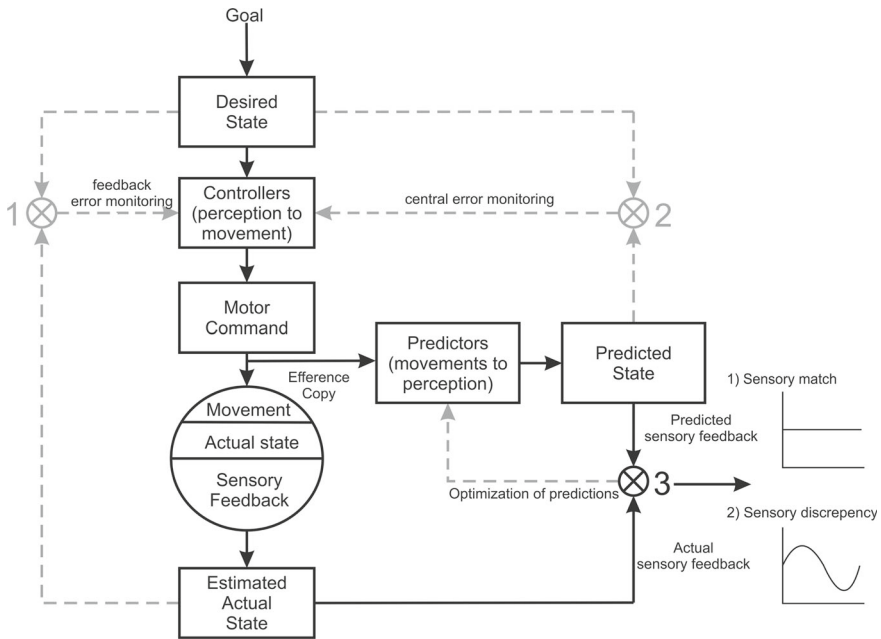 Goal
Desired
State
feedback
error monitoring
1
Controllers
(perception to
movement)
central error monitoring
2
Motor
Command
Efference
Copy
Predictors
(movements to
perception)
Predicted
State
1) Sensory match
Movement
Actual state
Sensory
Feedback
Predicted
sensory feedback
Optimization of predictions
3
2) Sensory discrepency
Actual
sensory feedback
Estimated
Actual
State